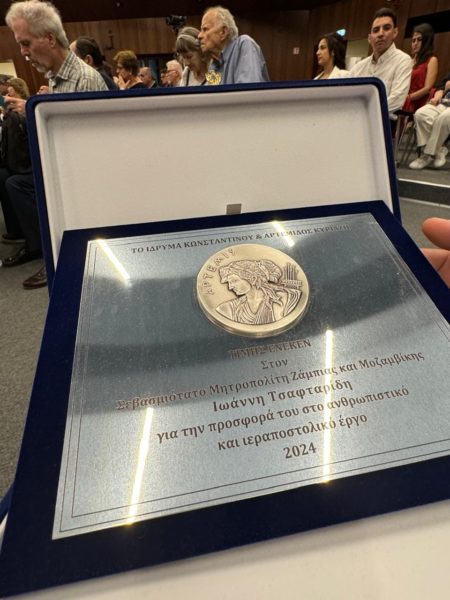 ΤΟ ΙΔΡΥΜΑ ΚΩΝΣΤΑΝΤΙΝΟΥ & ΑΡΤΕΜΙΔΟΣ ΚΥΡΙΑΖΗ
ΑΡΤΕΜΙΣ
ΤΙΜΗΣ ΕΝΕΚΕΝ
Στον
Σεβασμιότατο Μητροπολίτη Ζάμπιας και Μοζαμβίκης
Ιωάννη Τσαφταρίδη
για την προσφορά του στο ανθρωπιστικό
και ιεραποστολικό έργο
2024